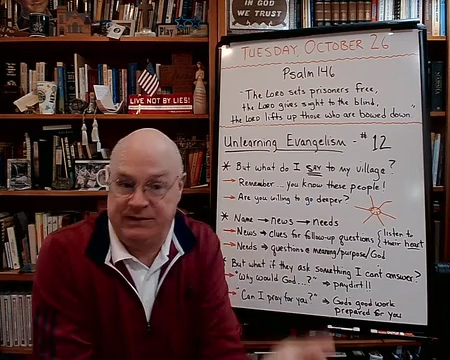 IN GOD
WE TRUST
Play
LIVE NOT BY LIES!
TUESDAY, OCTOBER 26
Psalm 146
"The LORD sets prisoners free,
the LORD gives sight to the blind,
the LORD lifts up those who are bowed down"
Unlearning Evangelism - #12
* But what do I SAY to my village?
→ Remember... you know these people!
→ Are you willing to go deeper?
* Name → news → needs
→ News → clues for follow-up questions
→ Needs → questions @ meaning/purpose/God
listen to
their heart
But what if they ask something I can't answer?
"Why would God...?" → paydirt!!
"Can I pray for you?" → God's good work
prepared for you